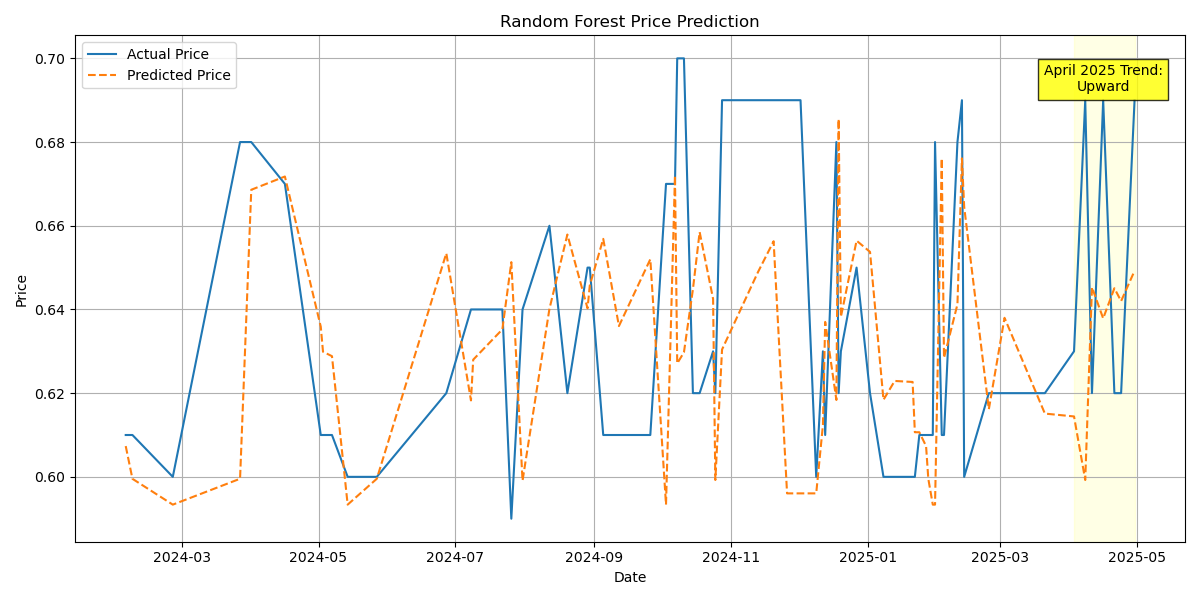 Random Forest Price Prediction
Actual Price
Predicted Price
April 2025 Trend:
Upward
0.70
0.68
0.66
0.64
0.62
0.60
Price
2024-03
2024-05
2024-07
2024-09
2024-11
2025-01
2025-03
2025-05
Date